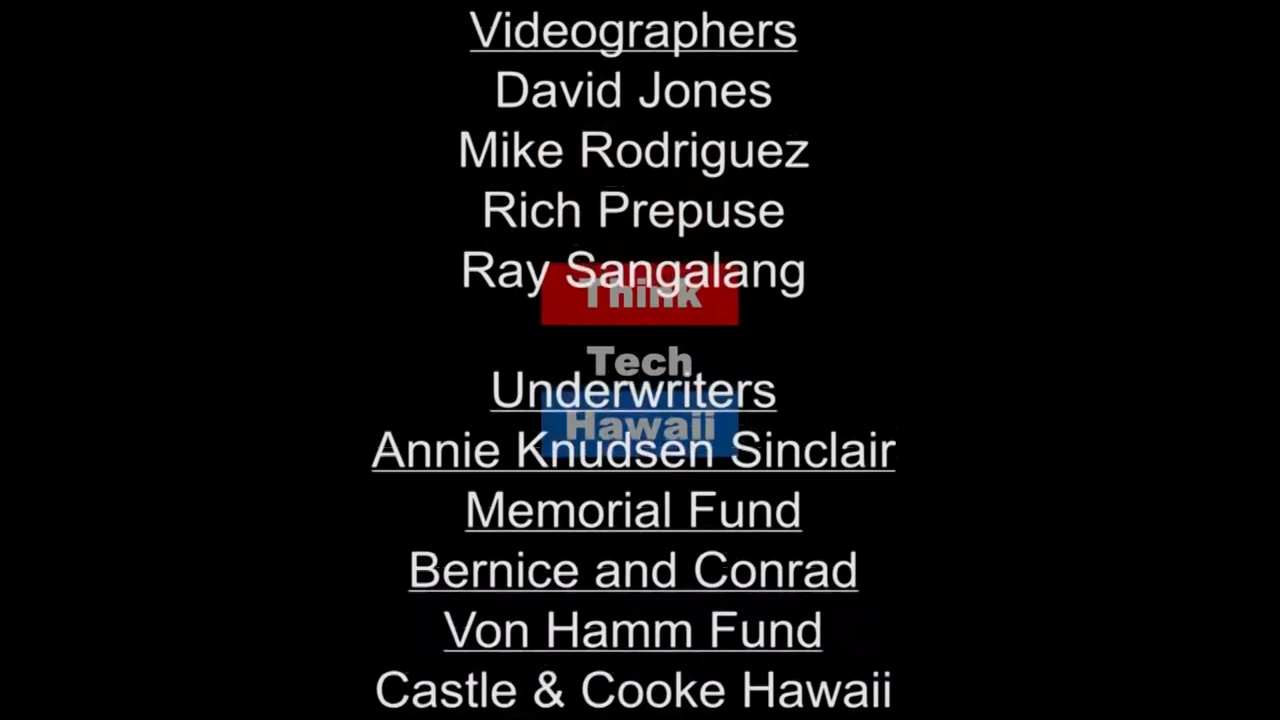 Videographers
David Jones
Mike Rodriguez
Rich Prepuse
Ray Sangalang
Think
Tech
Underwriters
Hawaii
Annie Knudsen Sinclair
Memorial Fund
Bernice and Conrad
Von Hamm Fund
Castle & Cooke Hawaii